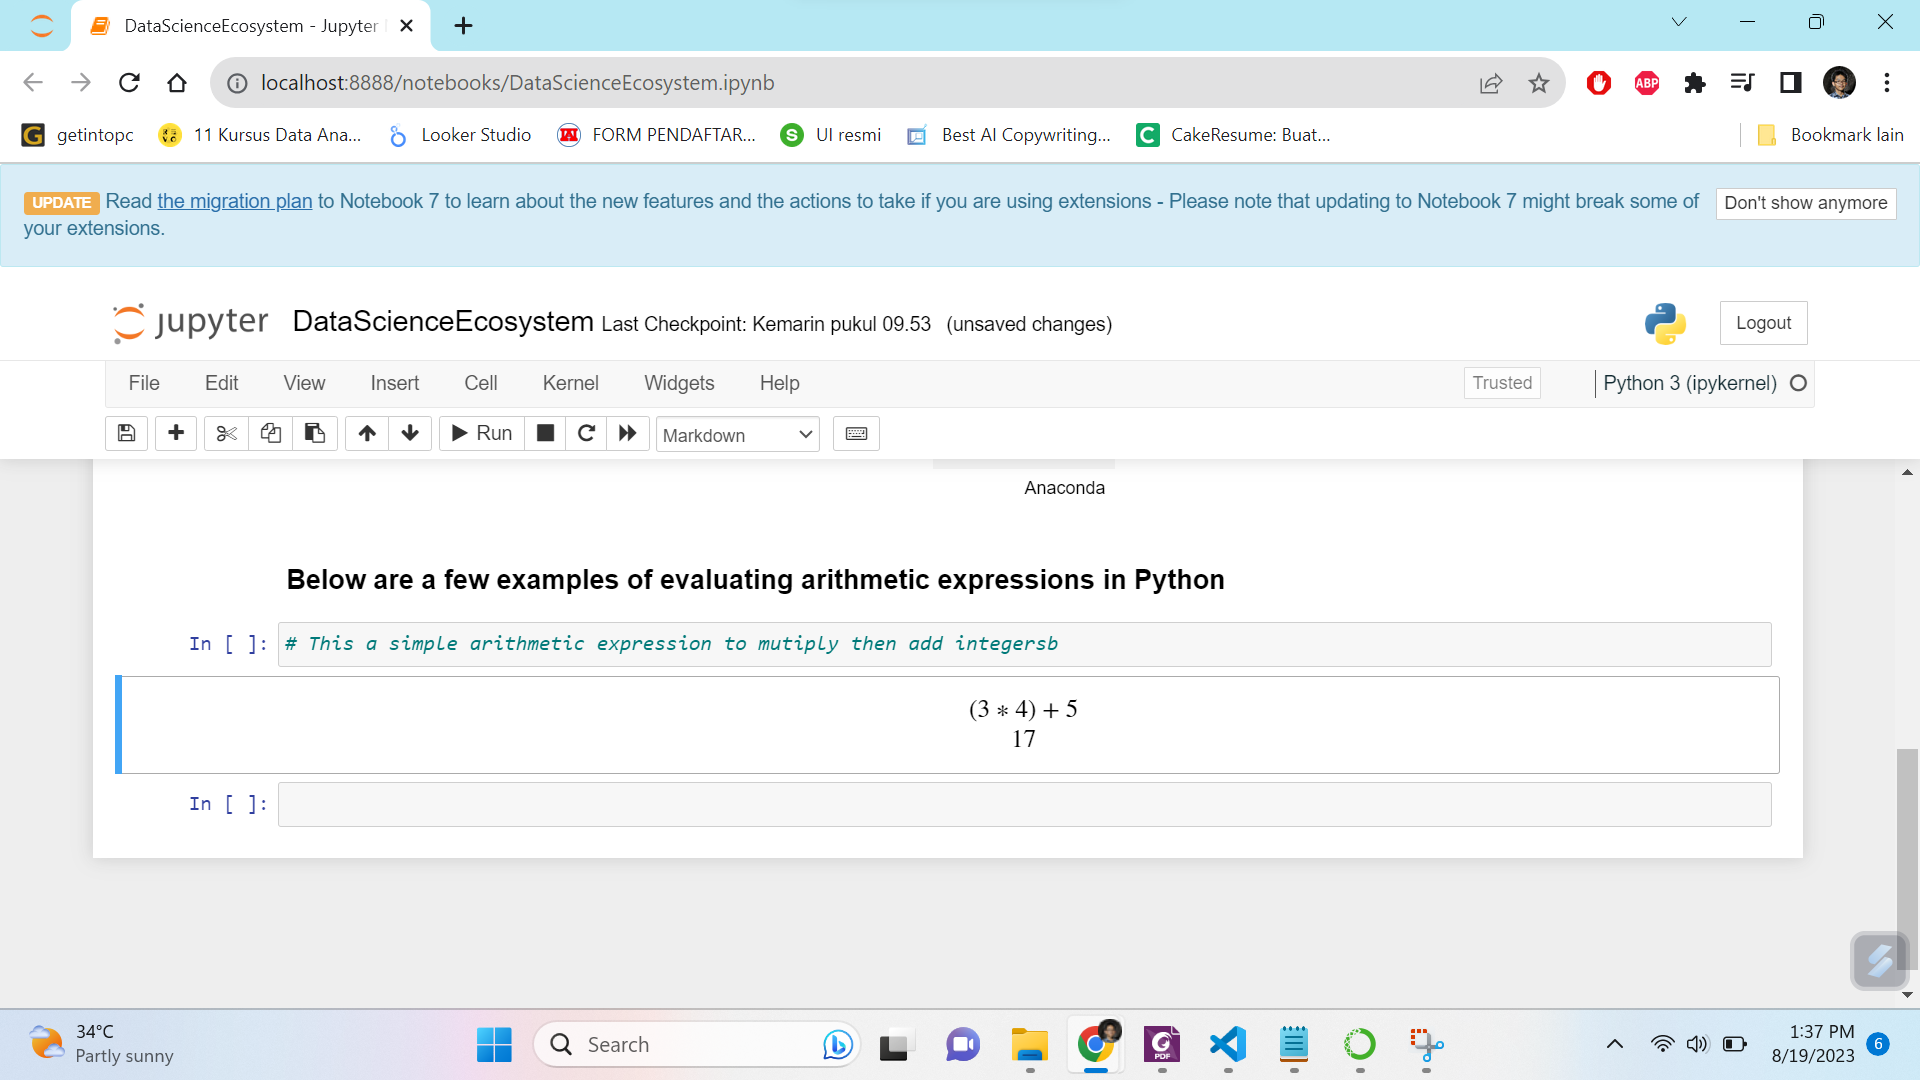 DataScienceEcosystem - Jupyter
localhost:8888/notebooks/DataScienceEcosystem.ipynb
ABP
getintopc
11 Kursus Data Ana...
Looker Studio
FORM PENDAFTAR...
S
UI resmi
Best AI Copywriting...
C
CakeResume: Buat...
Bookmark lain
UPDATE Read the migration plan to Notebook 7 to learn about the new features and the actions to take if you are using extensions - Please note that updating to Notebook 7 might break some of
your extensions.
Don't show anymore
jupyter DataScienceEcosystem Last Checkpoint: Kemarin pukul 09.53 (unsaved changes)
Logout
File Edit View Insert Cell Kernel Widgets Help
Trusted
Python 3 (ipykernel)
Run
Markdown
Anaconda
Below are a few examples of evaluating arithmetic expressions in Python
In [ ]: # This a simple arithmetic expression to mutiply then add integersb
(3 ∗ 4) + 5
17
In [ ]:
34°C
Partly sunny
Search
PDF
1:37 PM
8/19/2023
6